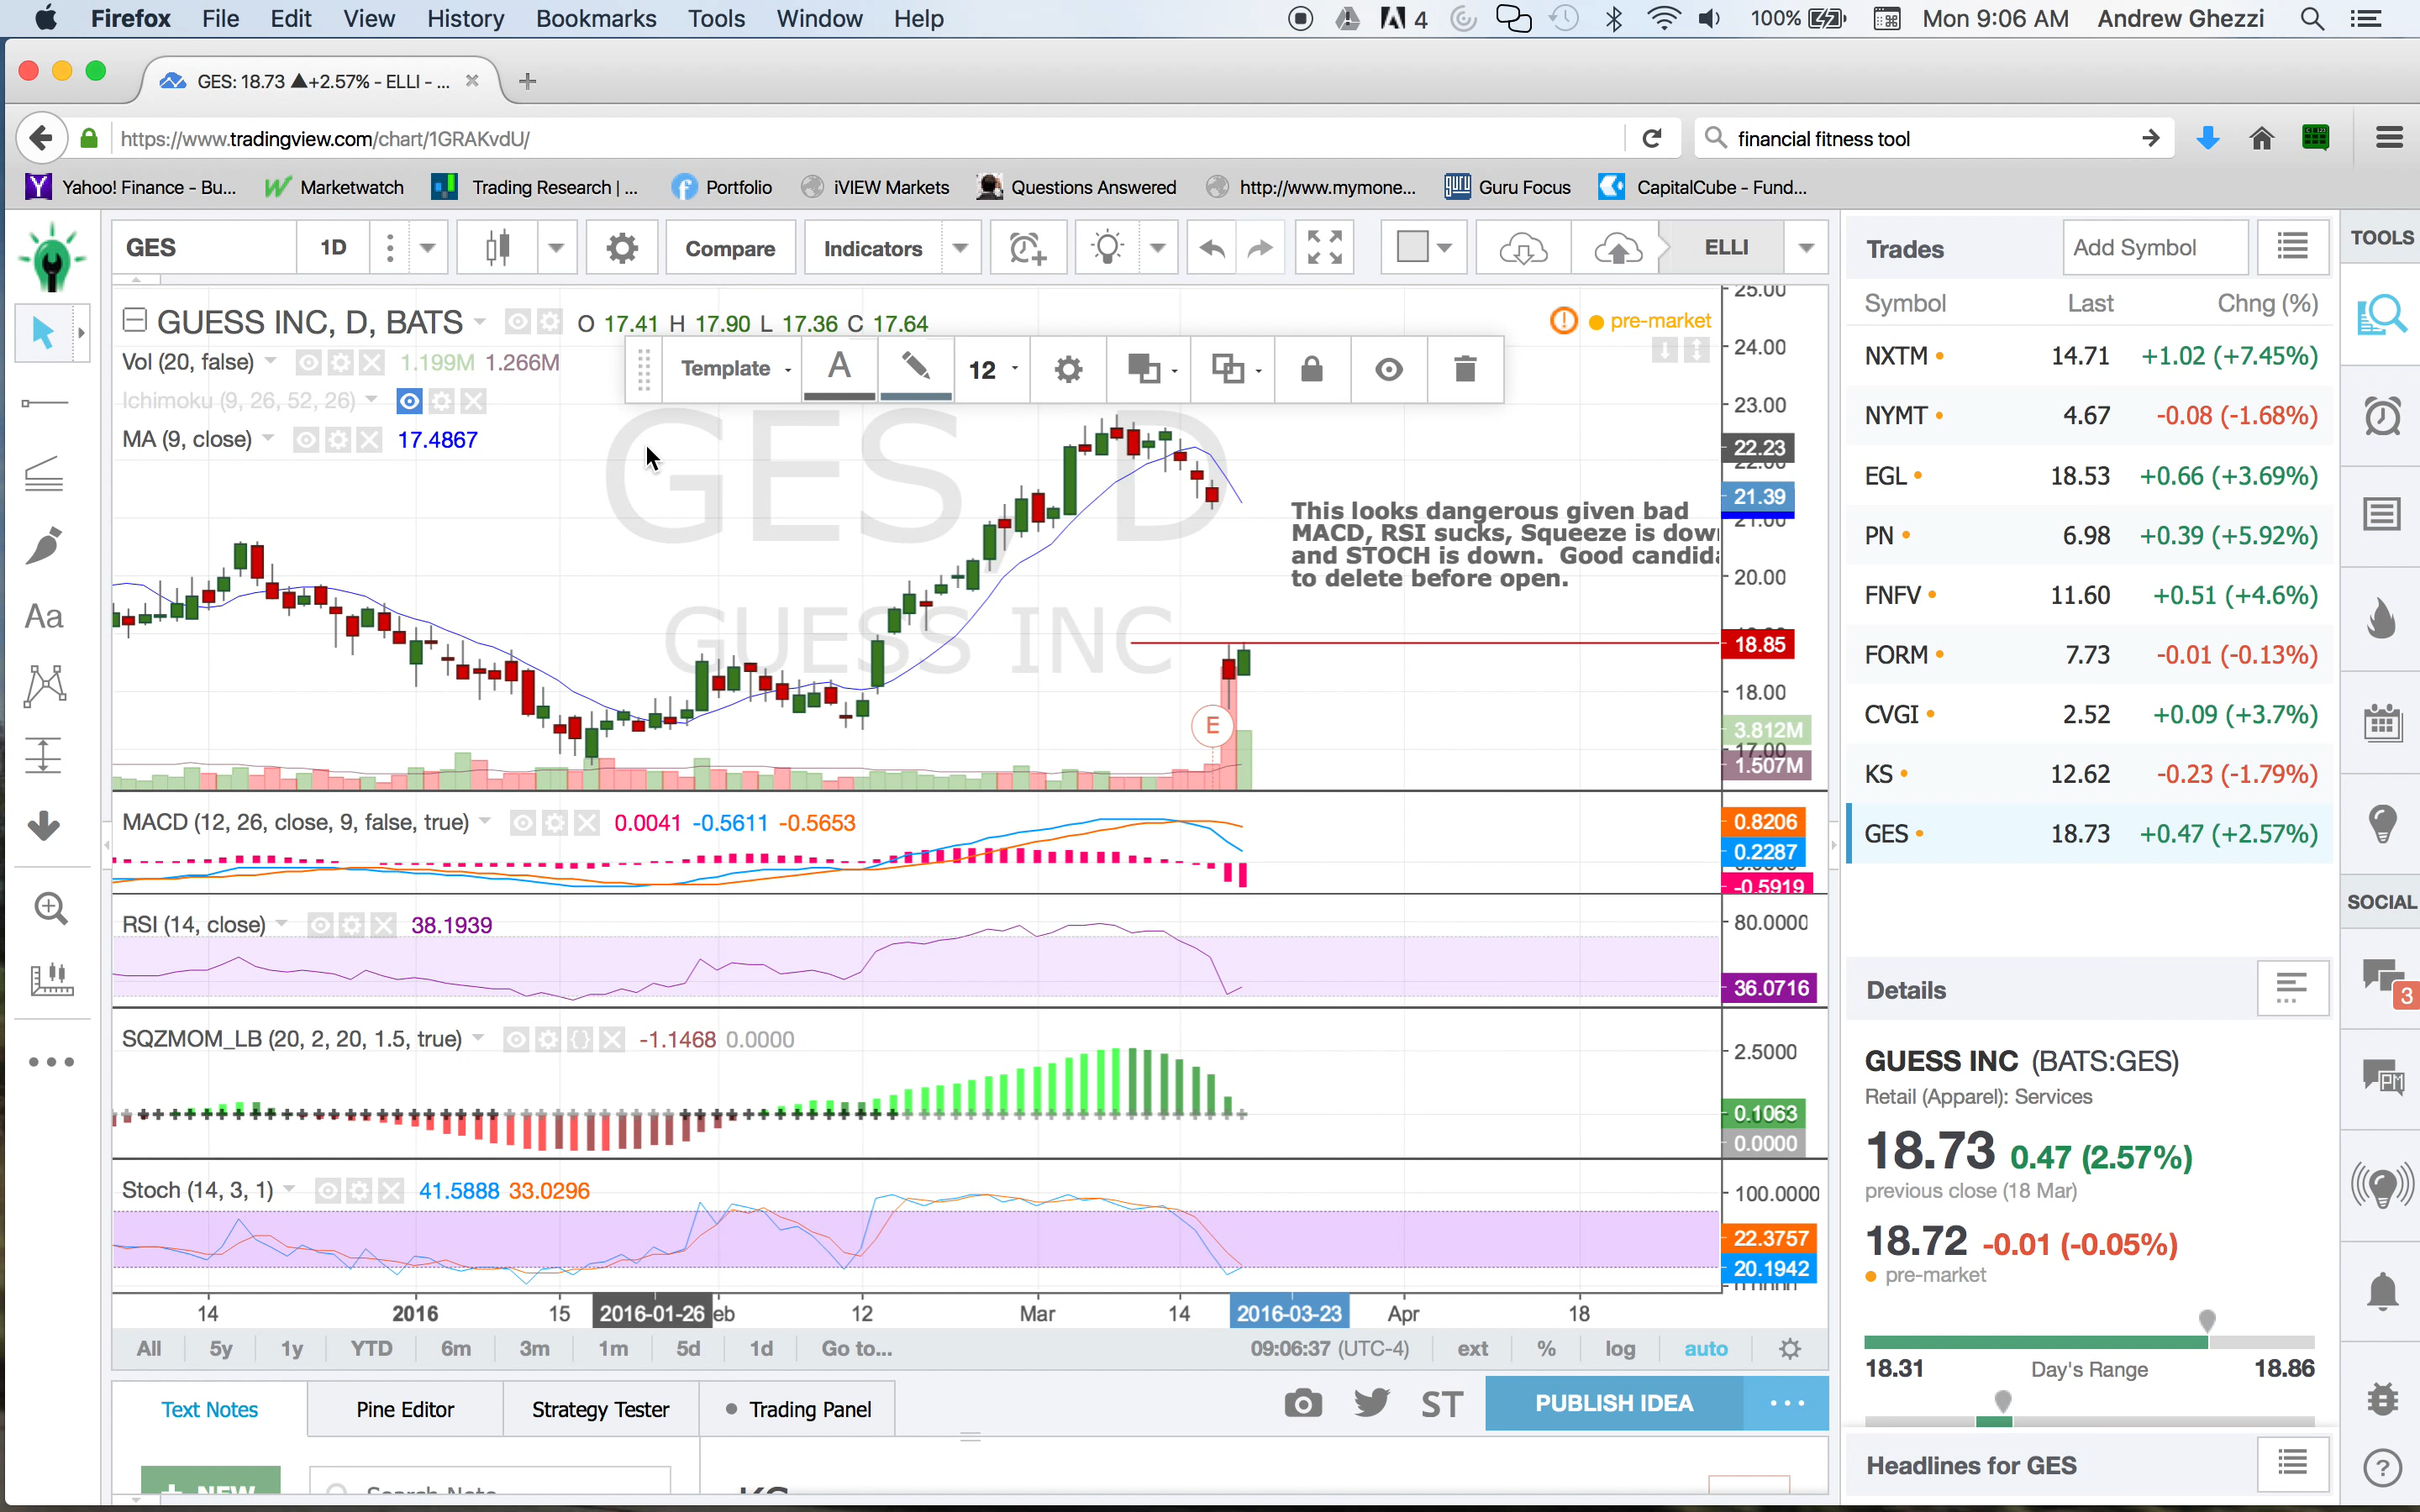 Firefox File Edit View History Bookmarks Tools Window Help 4 100% Mon 9:06 AM Andrew Ghezzi
GES: 18.73 ▲+2.57% - ELLI - ...
https://www.tradingview.com/chart/1GRAKvdU/ financial fitness tool
Yahoo! Finance - Bu... Marketwatch Trading Research | ... Portfolio iVIEW Markets Questions Answered http://www.mymone... Guru Focus CapitalCube - Fund...
GES 1D Compare Indicators ELLI
GUESS INC, D, BATS O 17.41 H 17.90 L 17.36 C 17.64
pre-market
Vol (20, false) 1.199M 1.266M
Template A 12
Ichimoku (9, 26, 52, 26)
MA (9, close) 17.4867
GES D
GUESS INC
This looks dangerous given bad
MACD, RSI sucks, Squeeze is dow
and STOCH is down. Good candid
to delete before open.
E
25.00
24.00
23.00
22.23
22.00
21.39
21.00
20.00
18.85
18.00
3.812M
17.00
1.507M
MACD (12, 26, close, 9, false, true) 0.0041 -0.5611 -0.5653
0.8206
0.2287
-0.5919
RSI (14, close) 38.1939
80.0000
36.0716
SQZMOM_LB (20, 2, 20, 1.5, true) {} -1.1468 0.0000
2.5000
0.1063
0.0000
Stoch (14, 3, 1) 41.5888 33.0296
100.0000
22.3757
20.1942
14 2016 15 2016-01-26 eb 12 Mar 14 2016-03-23 Apr 18
All 5y 1y YTD 6m 3m 1m 5d 1d Go to... 09:06:37 (UTC-4) ext % log auto
Text Notes Pine Editor Strategy Tester Trading Panel ST PUBLISH IDEA ...
+ NEW Search Note
Aa
Trades Add Symbol
Symbol Last Chng (%)
NXTM 14.71 +1.02 (+7.45%)
NYMT 4.67 -0.08 (-1.68%)
EGL 18.53 +0.66 (+3.69%)
PN 6.98 +0.39 (+5.92%)
FNFV 11.60 +0.51 (+4.6%)
FORM 7.73 -0.01 (-0.13%)
CVGI 2.52 +0.09 (+3.7%)
KS 12.62 -0.23 (-1.79%)
GES 18.73 +0.47 (+2.57%)
Details
GUESS INC (BATS:GES)
Retail (Apparel): Services
18.73 0.47 (2.57%)
previous close (18 Mar)
18.72 -0.01 (-0.05%)
pre-market
18.31 Day's Range 18.86
Headlines for GES
TOOLS
SOCIAL
3
PM
?